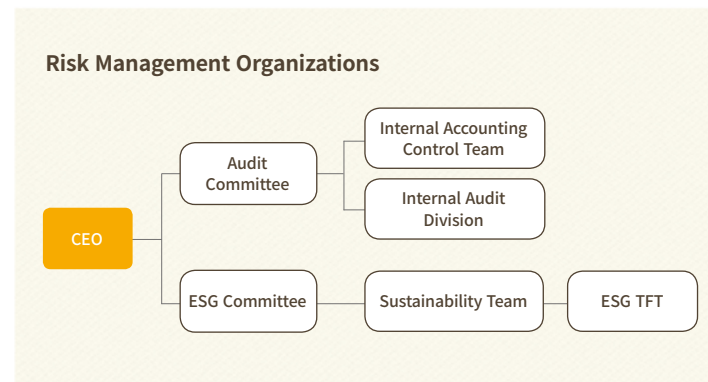 Risk Management Organizations
Internal Accounting
Control Team
Audit
Committee
Internal Audit
Division
CEO
ESG Committee
Sustainability Team
ESG TFT